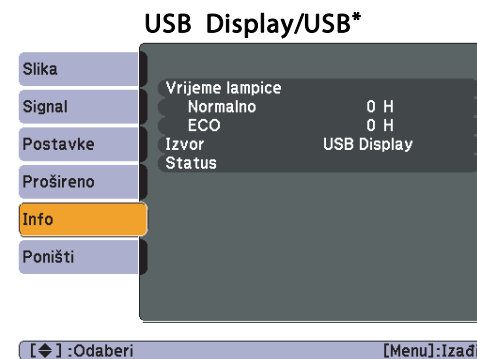 USB Display/USB*
Slika
Signal
Postavke
Prošireno
Info
Poništi
Vrijeme lampice
Normalno 0 H
ECO 0 H
Izvor USB Display
Status
[◆] :Odaberi [Menu]:Izađi